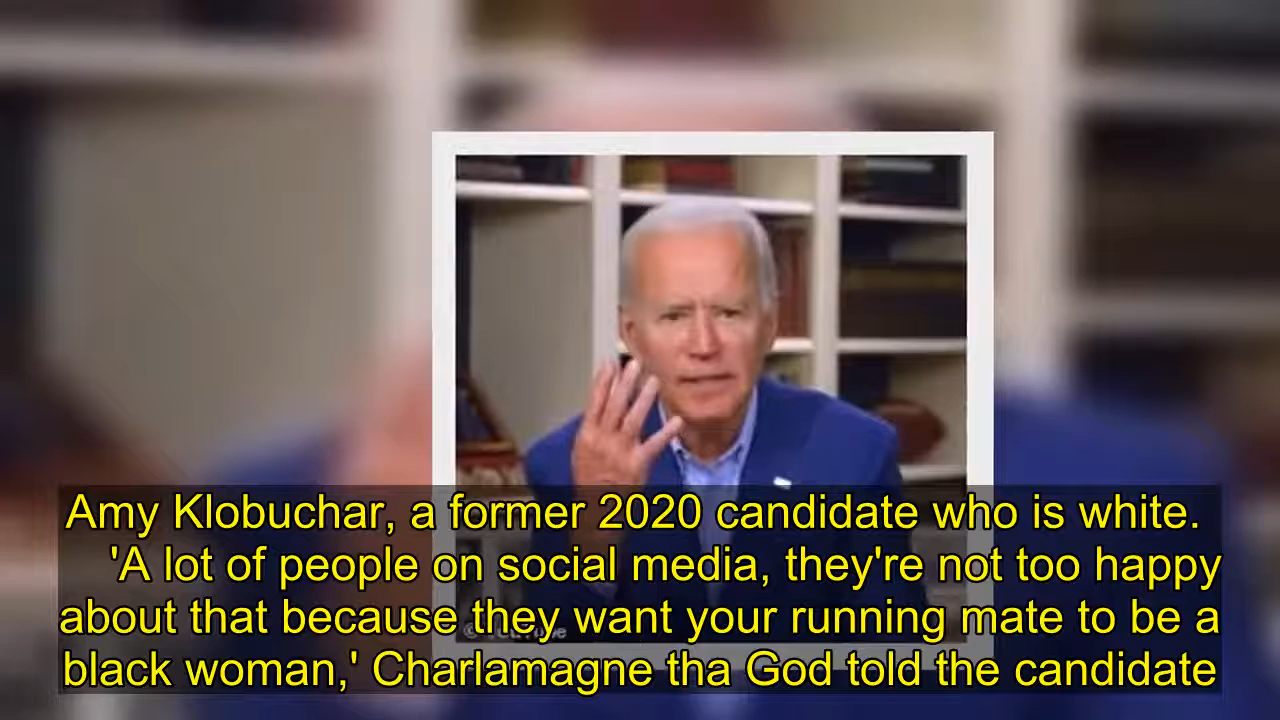 Amy Klobuchar, a former 2020 candidate who is white.
'A lot of people on social media, they're not too happy
about that because they want your running mate to be a
black woman,' Charlamagne tha God told the candidate
© YouTube